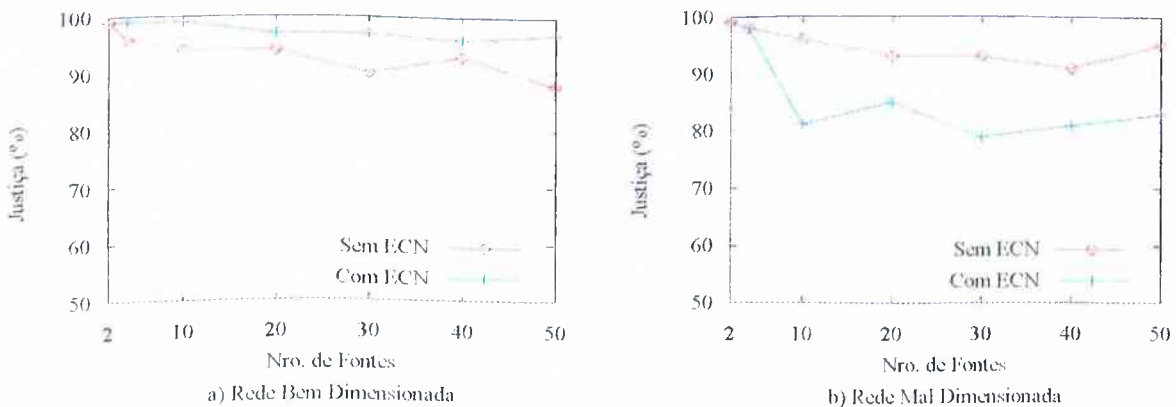 100
90
80
70
60
50
Justiça (%)
Sem ECN
Com ECN
2 10 20 30 40 50
Nro. de Fontes
a) Rede Bem Dimensionada
100
90
80
70
60
50
Justiça (%)
Sem ECN
Com ECN
2 10 20 30 40 50
Nro. de Fontes
b) Rede Mal Dimensionada